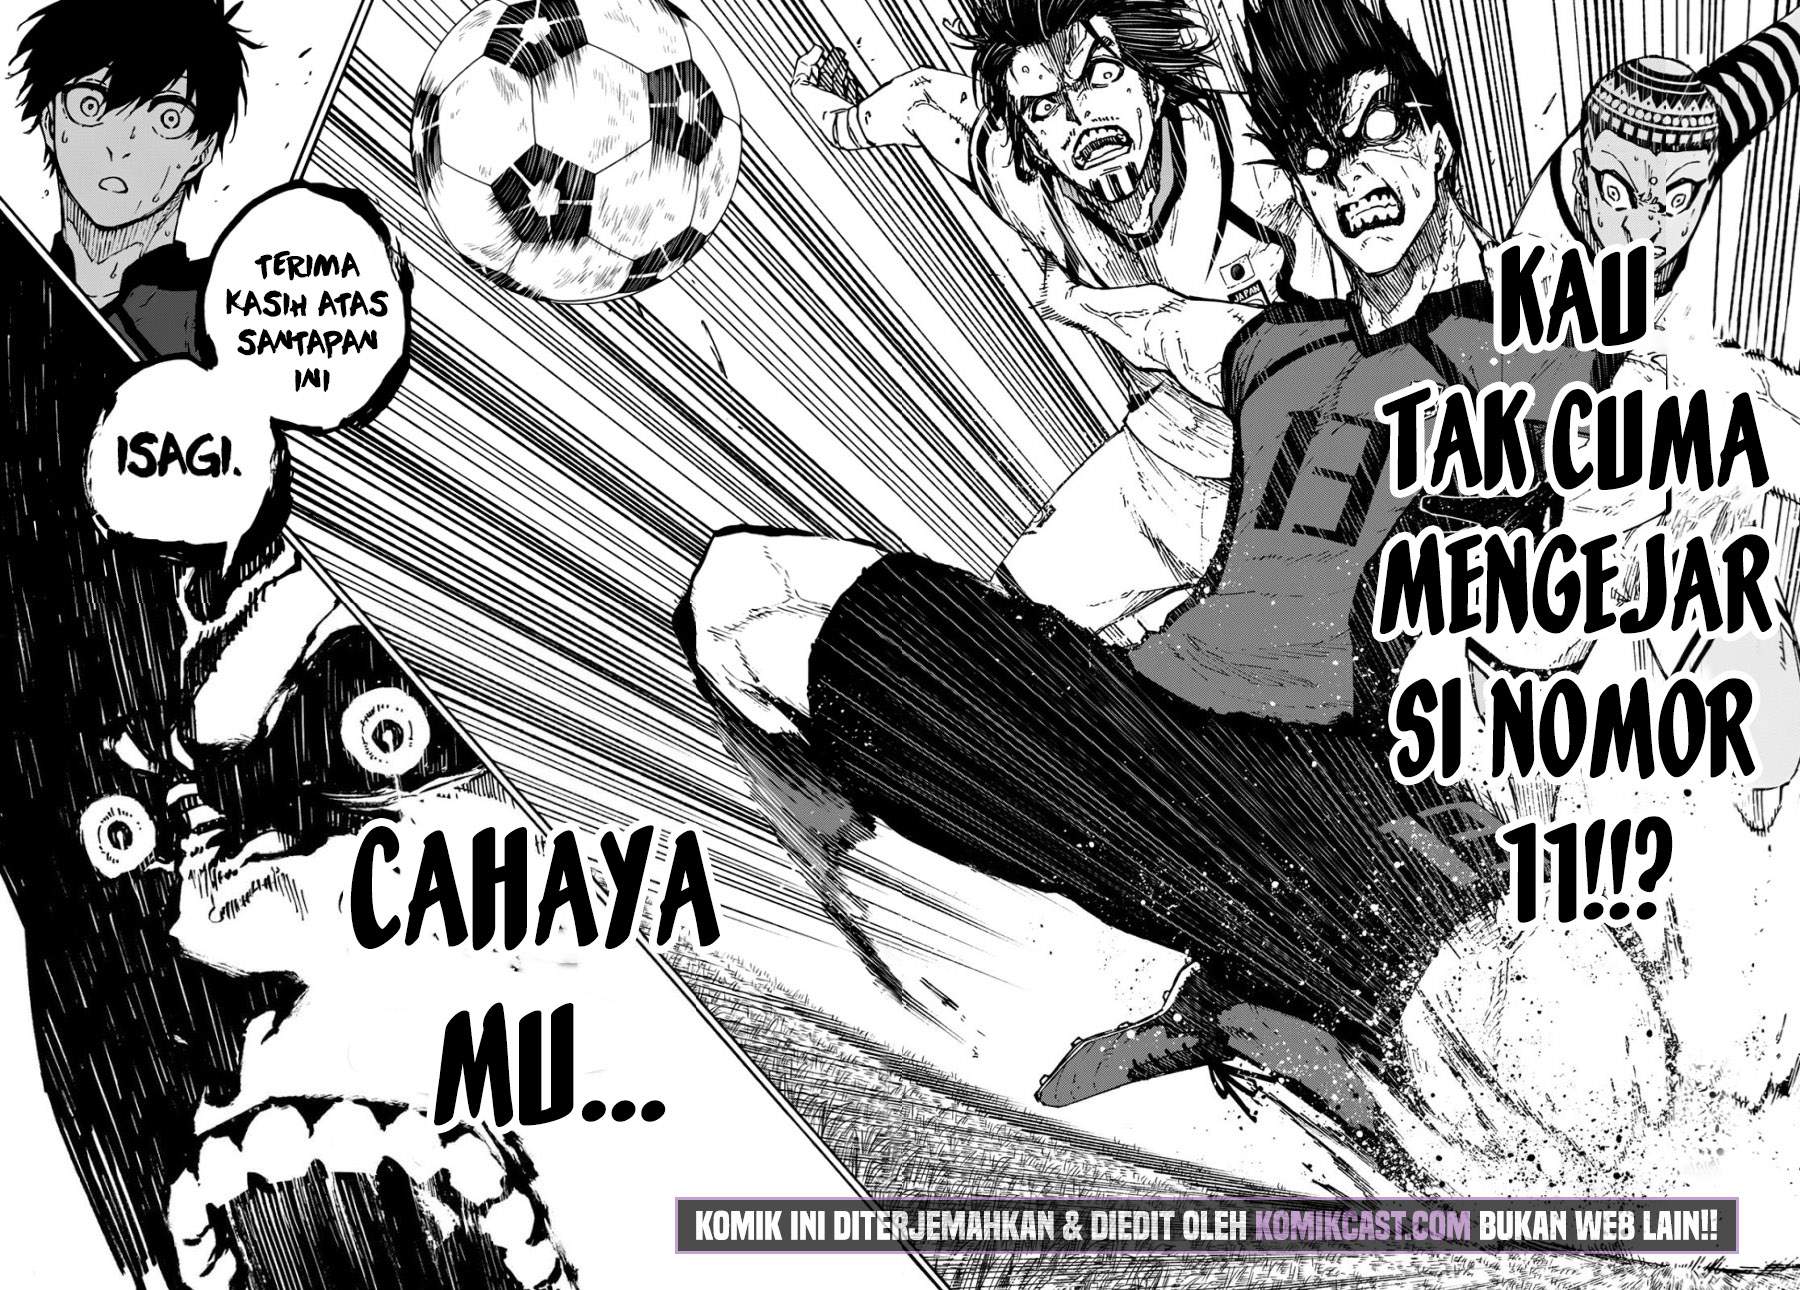 KAU
TAK CUMA
MENGEJAR
SI NOMOR
11!!?
JAPAN
TERIMA
KASIH ATAS
SANTAPAN
INI
ISAGI.
CAHAYA
MU...
KOMIK INI DITERJEMAHKAN & DIEDIT OLEH KOMIKCAST.COM BUKAN WEB LAIN!!